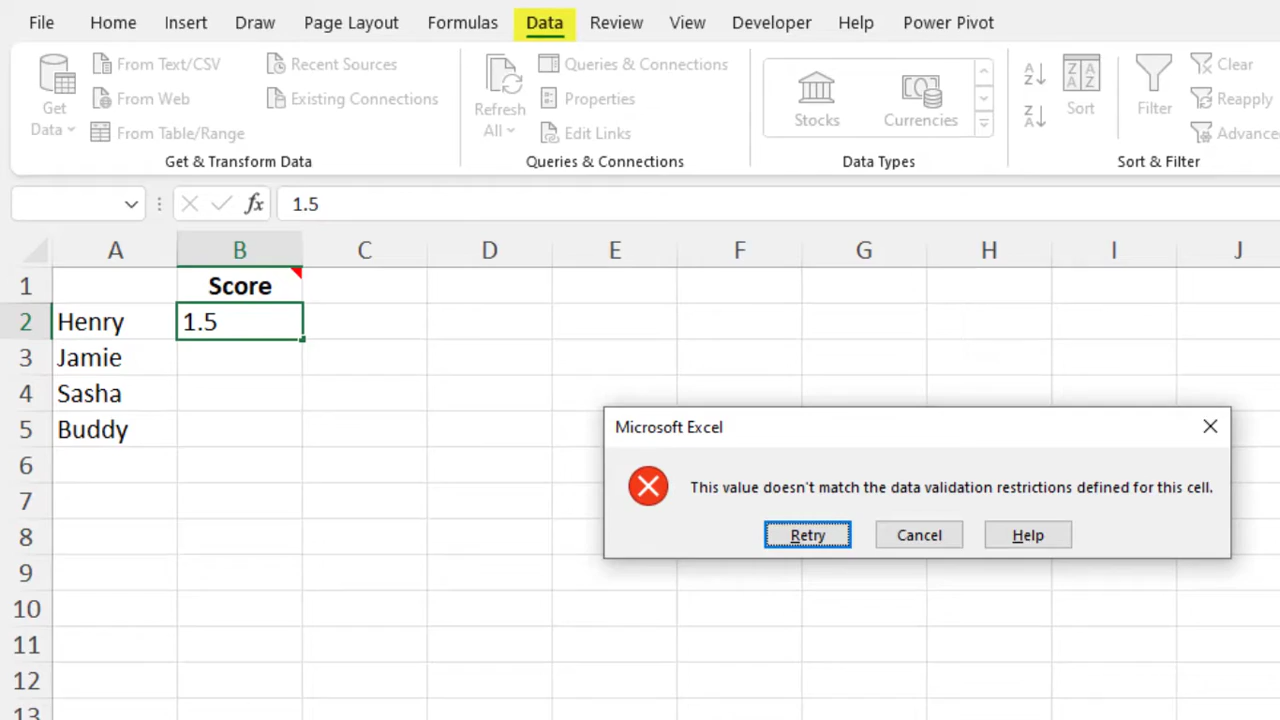 File Home Insert Draw Page Layout Formulas Data Review View Developer Help Power Pivot
Get Data
From Text/CSV
From Web
From Table/Range
Recent Sources
Existing Connections
Get & Transform Data
Refresh All
Queries & Connections
Properties
Edit Links
Queries & Connections
Stocks
Currencies
Data Types
Sort
Filter
Clear
Reapply
Advance
Sort & Filter
fx 1.5
A B C D E F G H I J
1 Score
2 Henry 1.5
3 Jamie
4 Sasha
5 Buddy
6
7
8
9
10
11
12
13
Microsoft Excel
This value doesn't match the data validation restrictions defined for this cell.
Retry Cancel Help